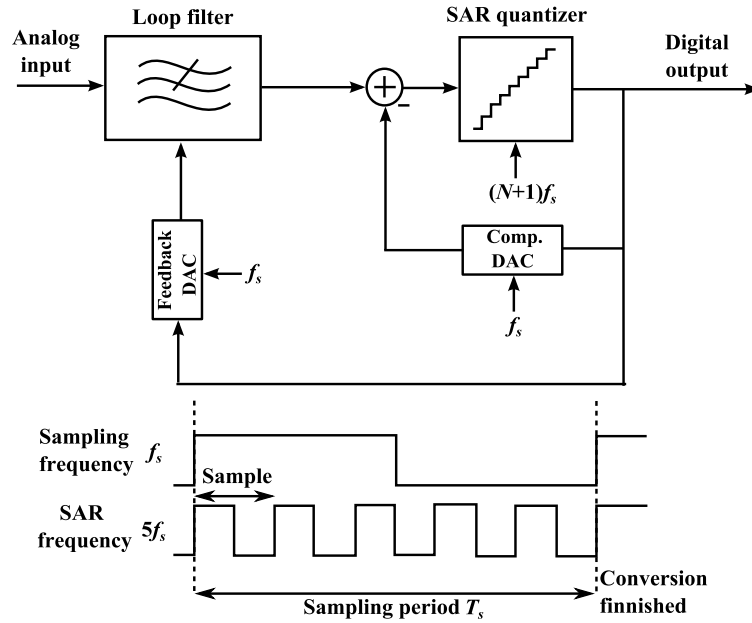 Loop filter
SAR quantizer
Analog
input
Digital
output
+
-
(N+1)fs
Comp.
DAC
Feedback
DAC
fs
fs
Sampling
frequency fs
Sample
SAR
frequency 5fs
Sampling period Ts
Conversion
finnished